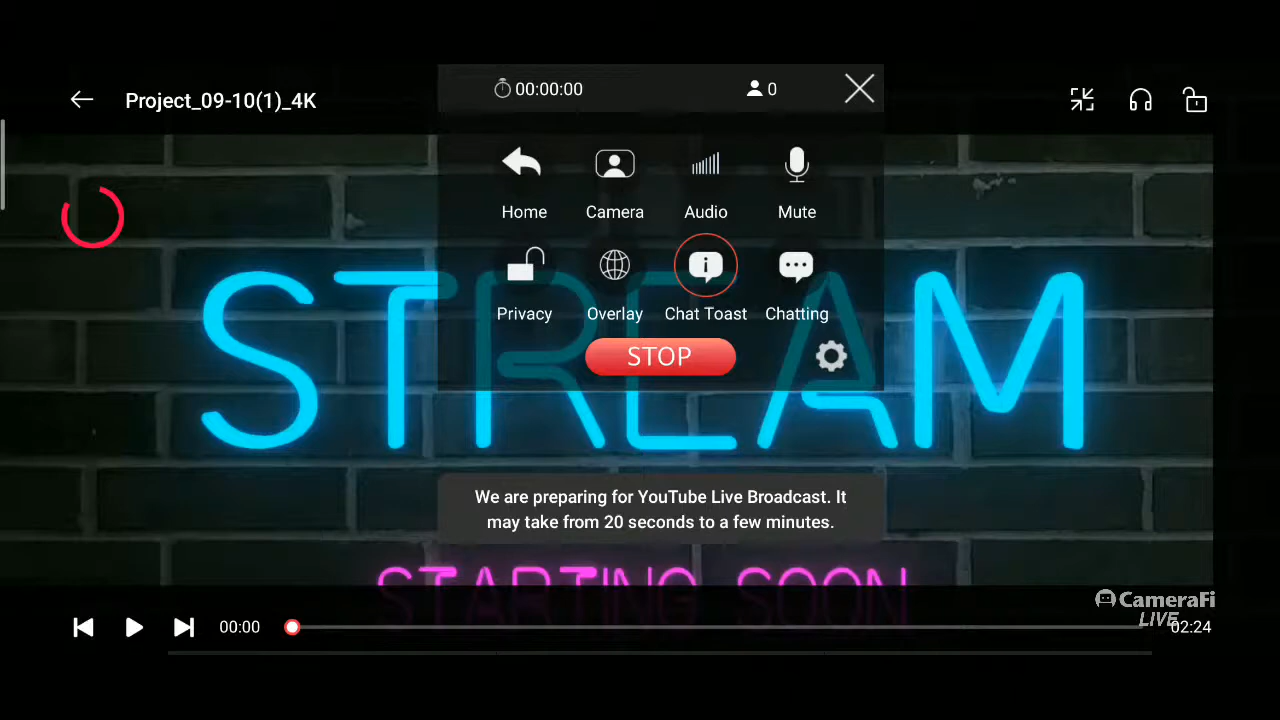 00:00:00
0
Project_09-10(1)_4K
Home Camera Audio Mute
Privacy Overlay Chat Toast Chatting
STOP
STREAM
We are preparing for YouTube Live Broadcast. It
may take from 20 seconds to a few minutes.
STARTING SOON
CameraFi
LIVE
00:00
02:24